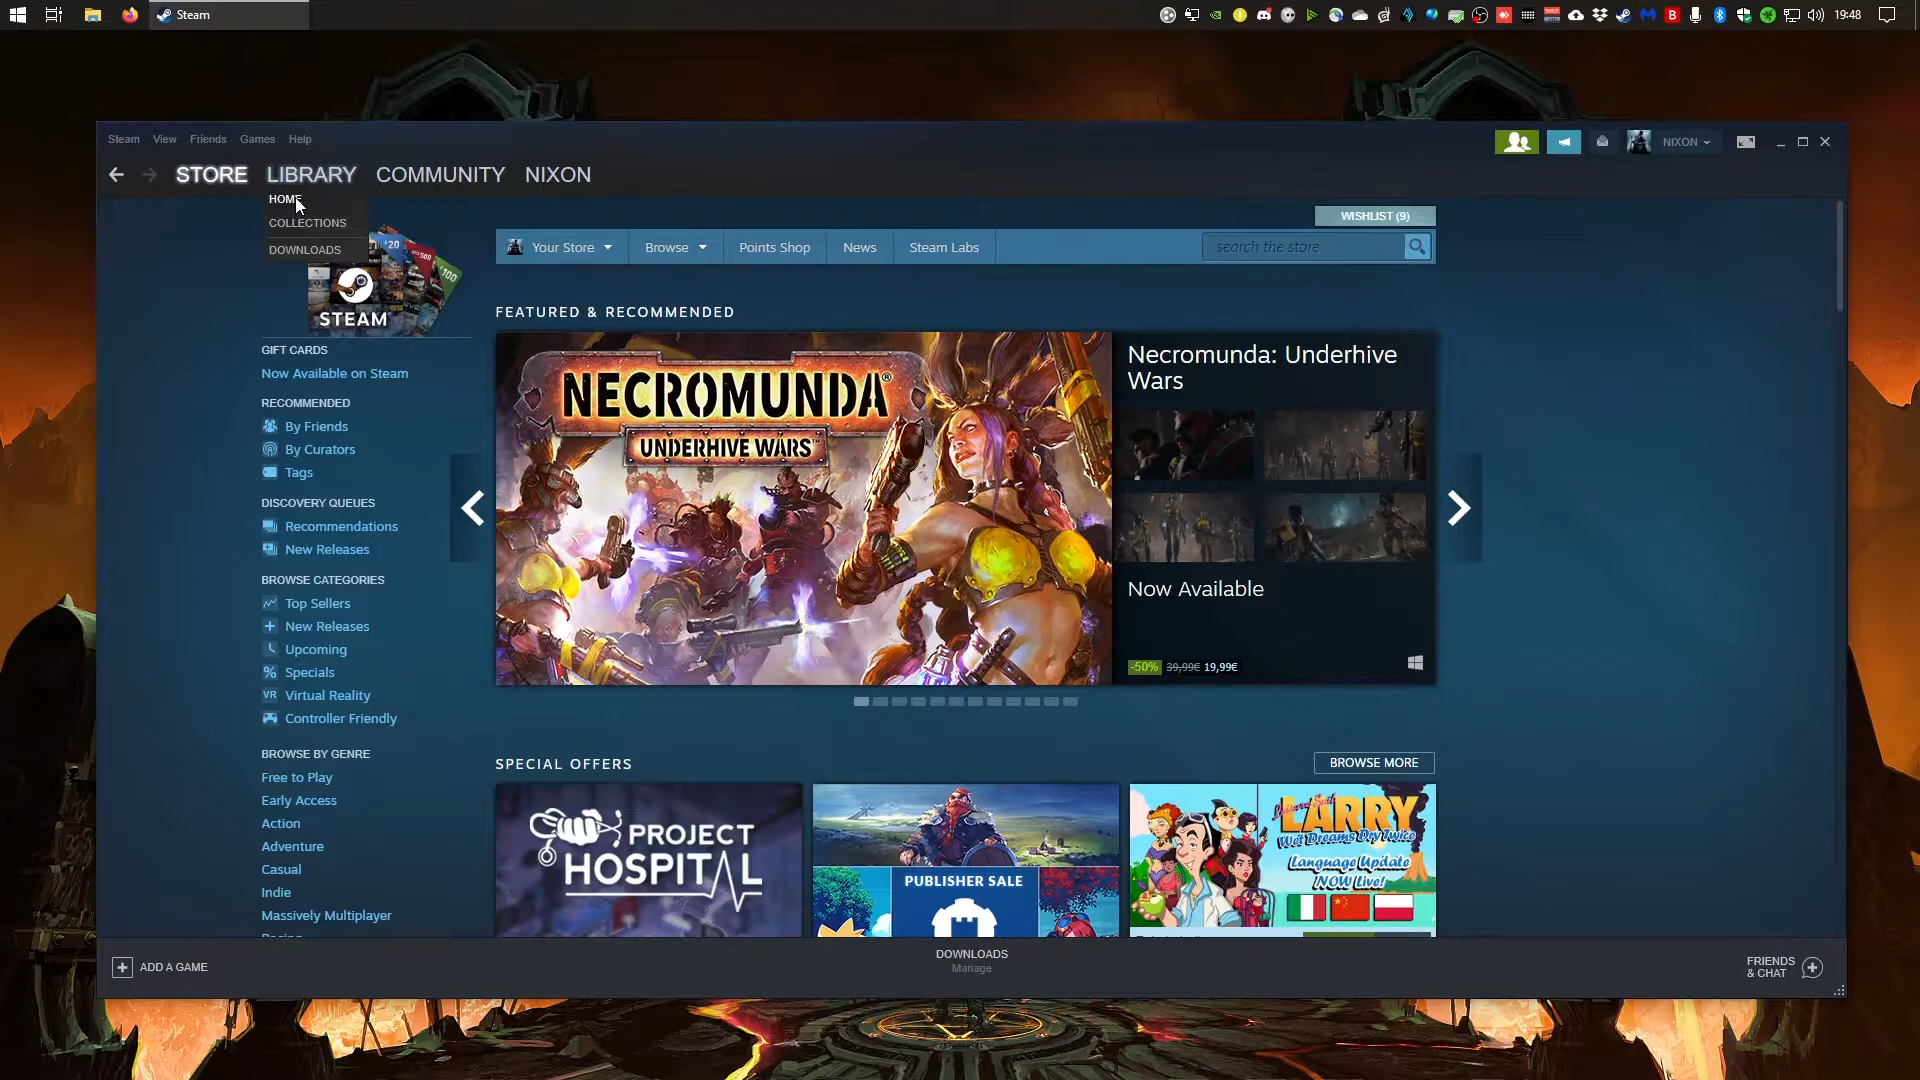 Steam
19:48
Steam View Friends Games Help
NIXON
STORE LIBRARY COMMUNITY NIXON
HOME
COLLECTIONS
DOWNLOADS
WISHLIST (9)
Your Store Browse Points Shop News Steam Labs
search the store
STEAM
GIFT CARDS
Now Available on Steam
RECOMMENDED
By Friends
By Curators
Tags
DISCOVERY QUEUES
Recommendations
New Releases
BROWSE CATEGORIES
Top Sellers
New Releases
Upcoming
Specials
VR Virtual Reality
Controller Friendly
BROWSE BY GENRE
Free to Play
Early Access
Action
Adventure
Casual
Indie
Massively Multiplayer
FEATURED & RECOMMENDED
NECROMUNDA®
UNDERHIVE WARS™
Necromunda: Underhive
Wars
Now Available
-50% 39,99€ 19,99€
SPECIAL OFFERS
BROWSE MORE
PROJECT
HOSPITAL
PUBLISHER SALE
Leisure Suit
LARRY
Wet Dreams Dry Twice
Language Update
NOW Live!
ADD A GAME
DOWNLOADS
Manage
FRIENDS
& CHAT